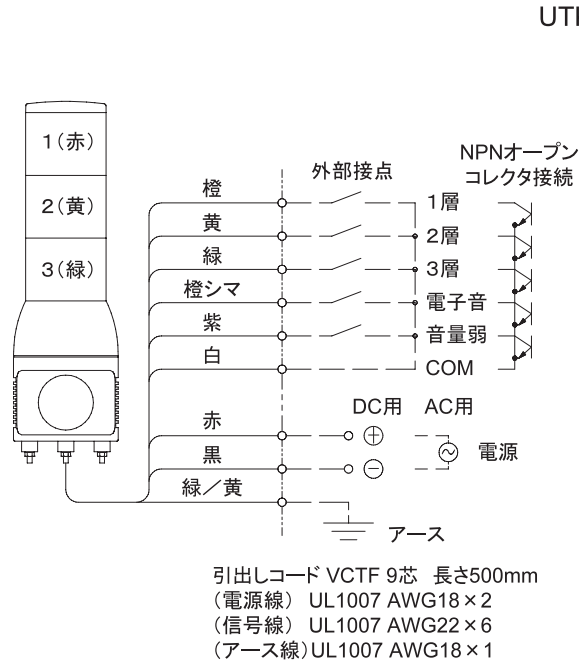 UTI
1(赤)
2(黄)
3(緑)
橙
黄
緑
橙シマ
紫
白
赤
黒
緑／黄
外部接点
NPNオープン
コレクタ接続
1層
2層
3層
電子音
音量弱
COM
DC用 AC用
電源
アース
引出しコード VCTF 9芯 長さ500mm
(電源線) UL1007 AWG18×2
(信号線) UL1007 AWG22×6
(アース線)UL1007 AWG18×1